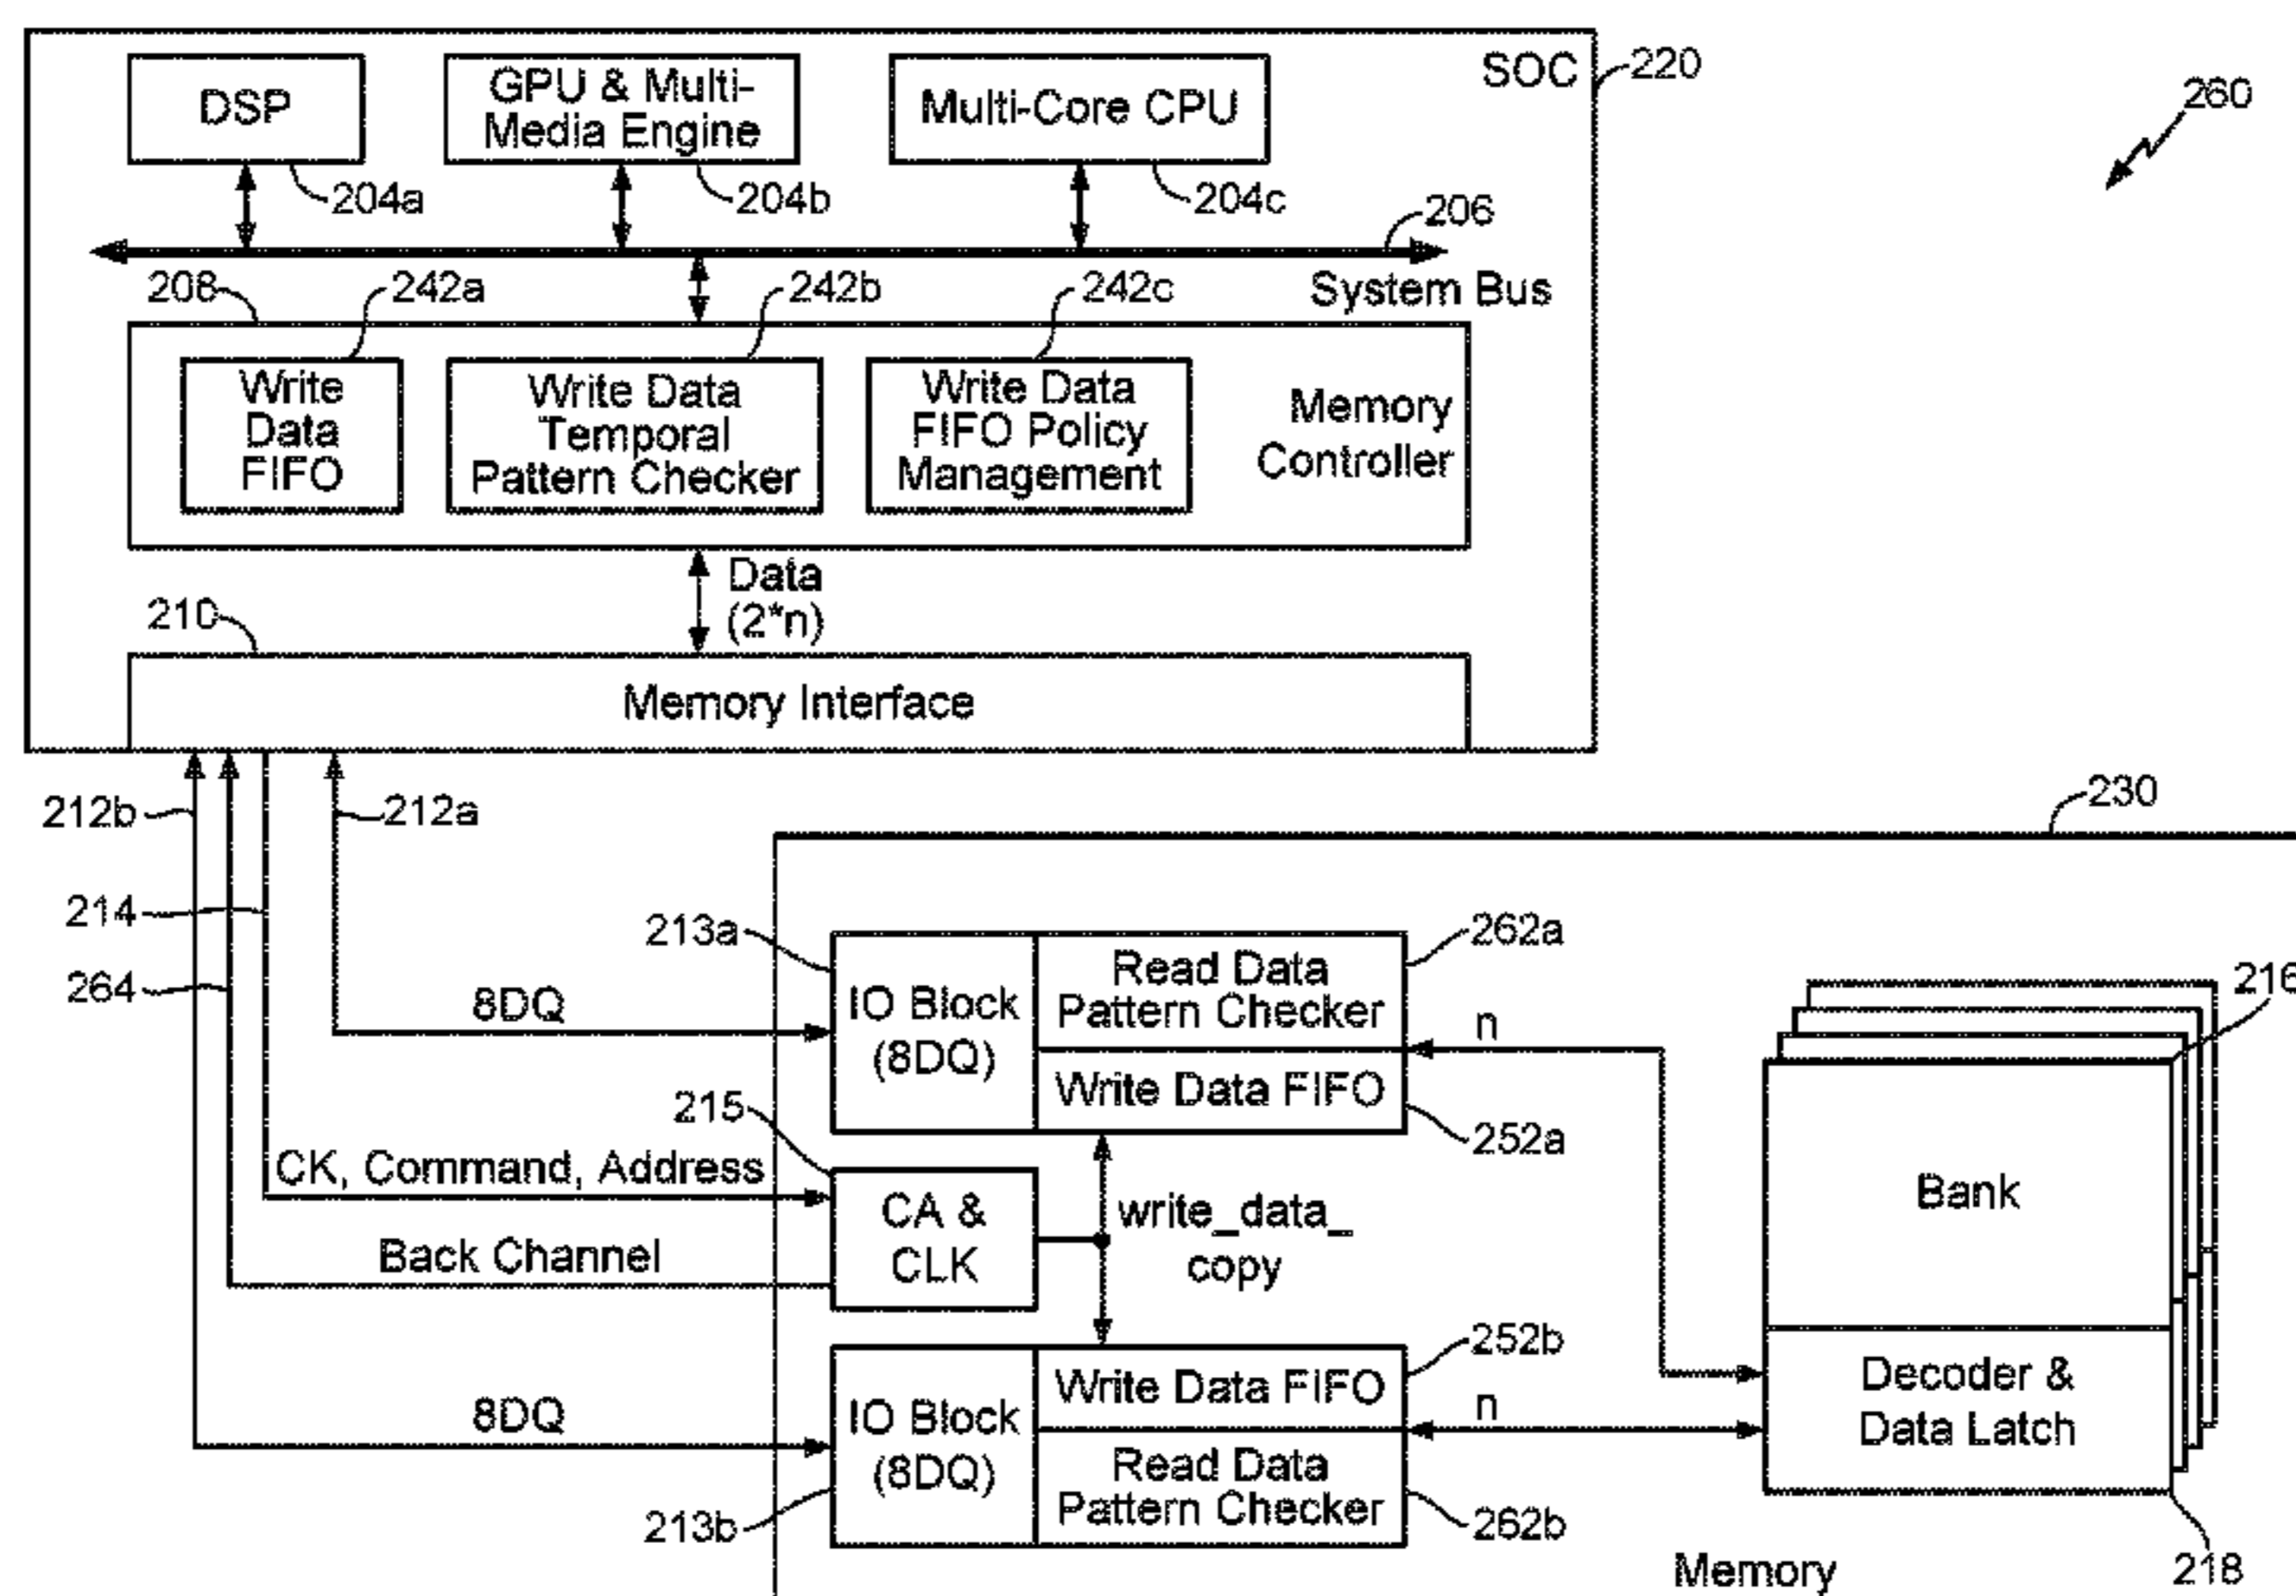 SOC
220
260
DSP
GPU & Multi-
Media Engine
Multi-Core CPU
204a
204b
204c
206
System Bus
208
242a
242b
242c
Write
Data
FIFO
Write Data
Temporal
Pattern Checker
Write Data
FIFO Policy
Management
Memory
Controller
Data
(2*n)
210
Memory Interface
212b
212a
230
214
264
213a
262a
216
8DQ
IO Block
(8DQ)
Read Data
Pattern Checker
n
Write Data FIFO
215
252a
CK, Command, Address
CA &
CLK
write_data_
copy
Bank
Back Channel
252b
8DQ
IO Block
(8DQ)
Write Data FIFO
n
Read Data
Pattern Checker
Decoder &
Data Latch
213b
262b
218
Memory